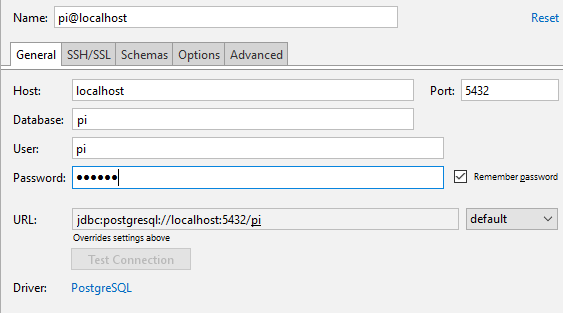 Name: pi@localhost Reset
General SSH/SSL Schemas Options Advanced
Host: localhost Port: 5432
Database: pi
User: pi
Password: ●●●●●● Remember password
URL: jdbc:postgresql://localhost:5432/pi default
Overrides settings above
Test Connection
Driver: PostgreSQL